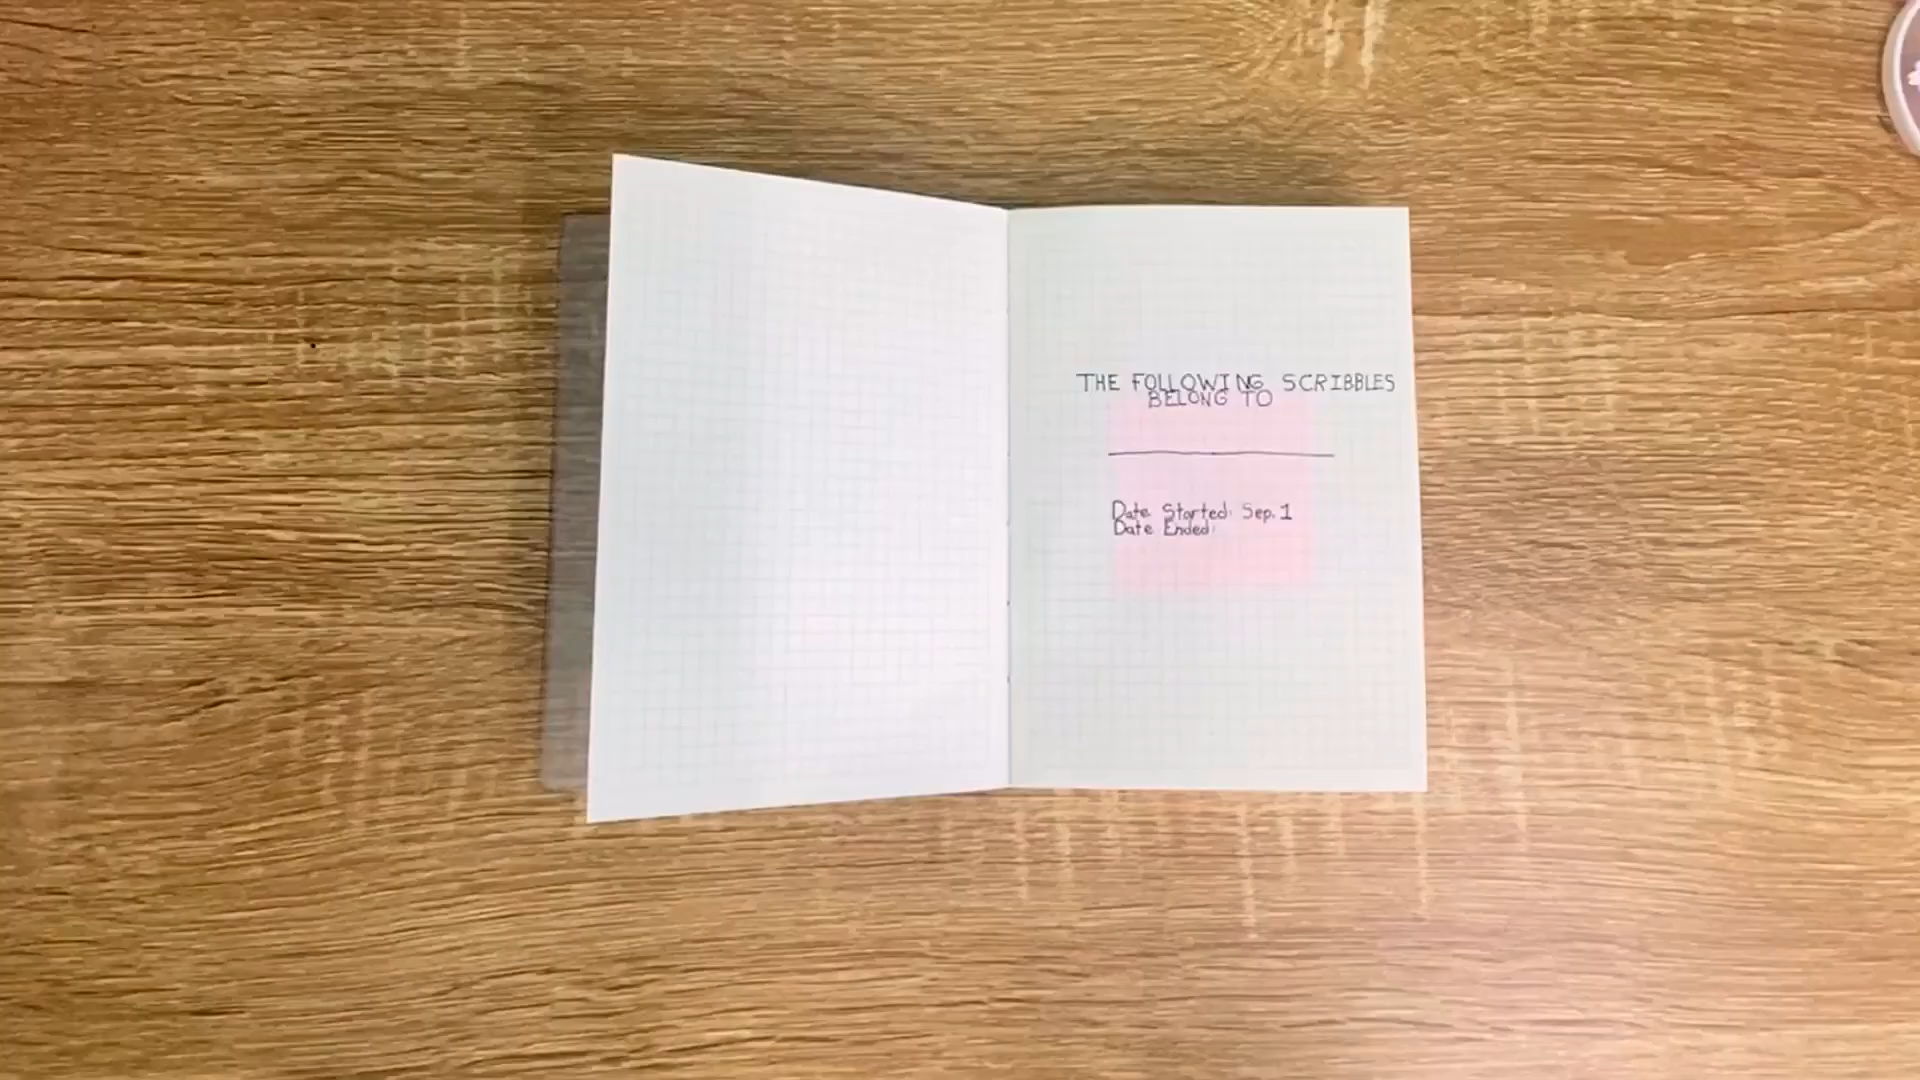 THE FOLLOWING SCRIBBLES
BELONG TO
Date Started: Sep. 1
Date Ended: